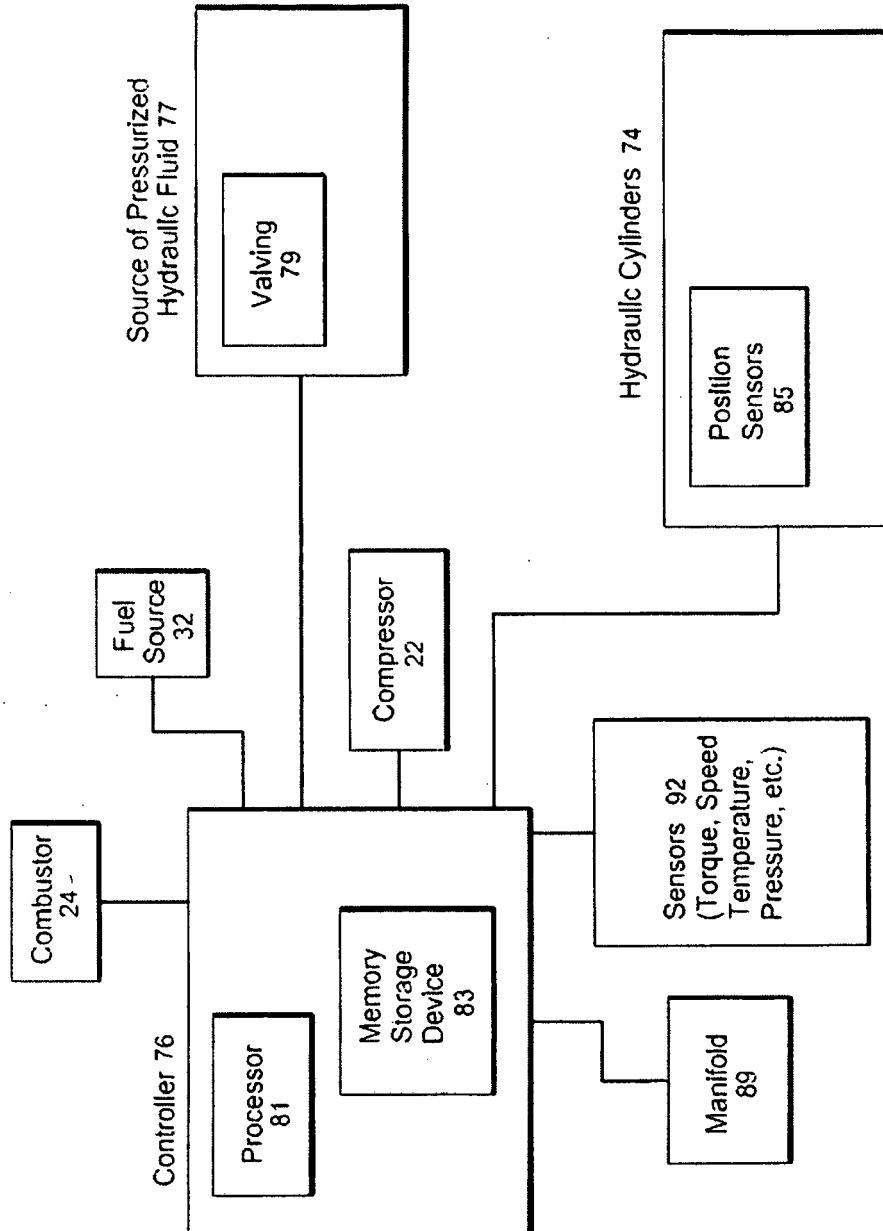 Combustor
24
Fuel
Source
32
Source of Pressurized
Hydraulic Fluid 77
Valving
79
Controller 76
Processor
81
Memory
Storage
Device
83
Compressor
22
Hydraulic Cylinders 74
Position
Sensors
85
Manifold
89
Sensors 92
(Torque, Speed
Temperature,
Pressure, etc.)